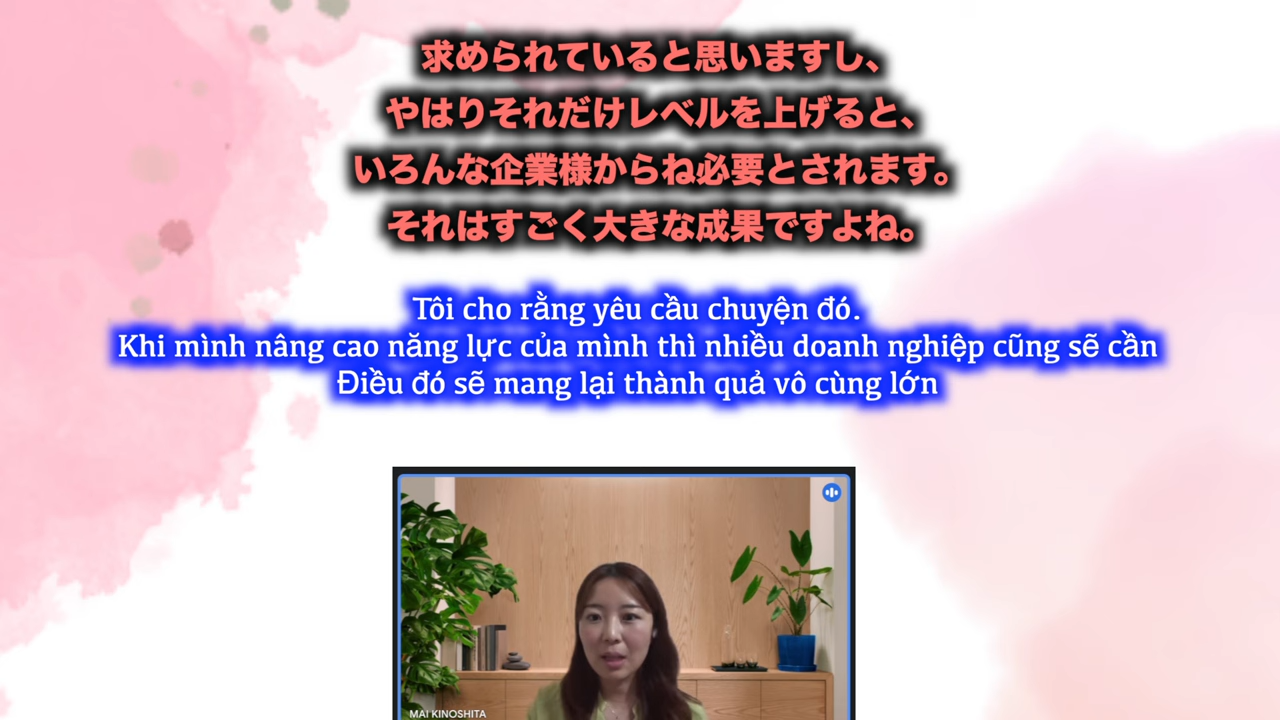 求められていると思いますし、
やはりそれだけレベルを上げると、
いろんな企業様からね必要とされます。
それはすごく大きな成果ですよね。
Tôi cho rằng yêu cầu chuyện đó.
Khi mình nâng cao năng lực của mình thì nhiều doanh nghiệp cũng sẽ cần
Điều đó sẽ mang lại thành quả vô cùng lớn
MAI KINOSHITA